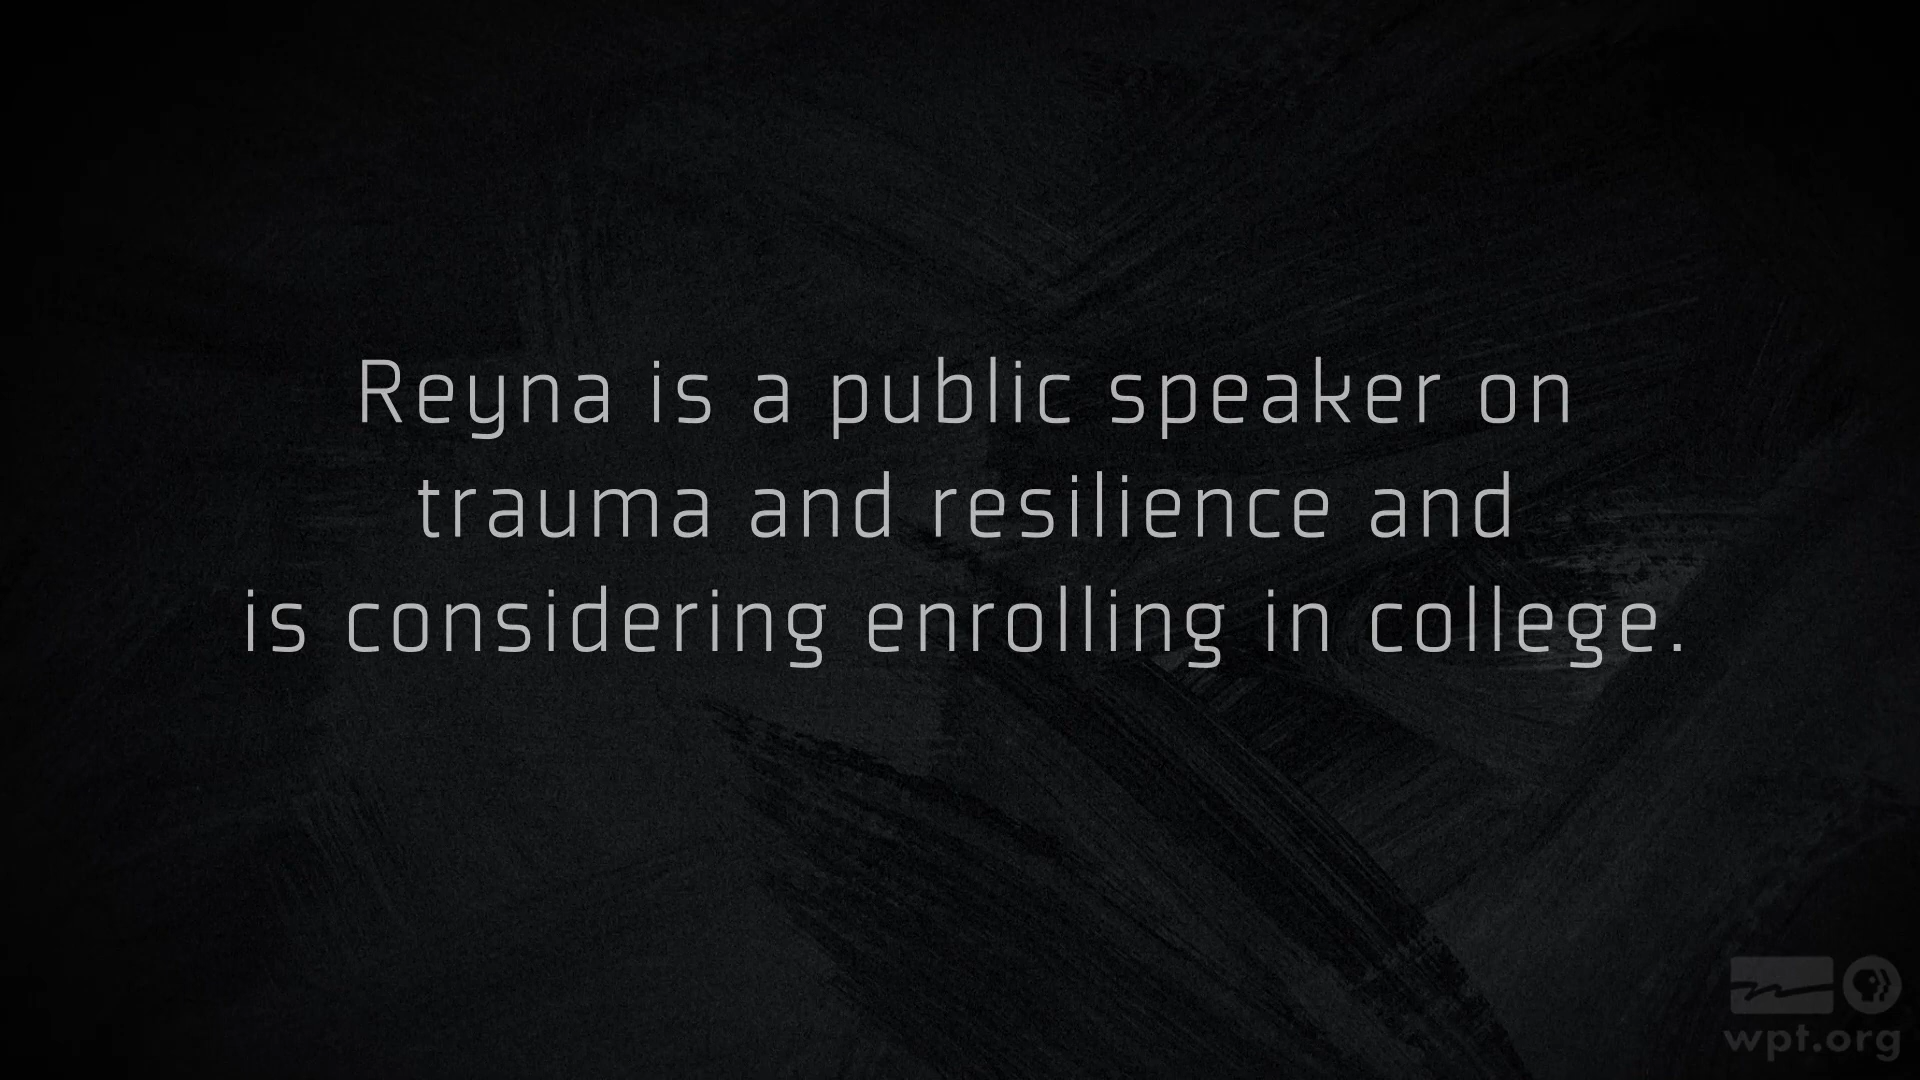 Reyna is a public speaker on
trauma and resilience and
is considering enrolling in college.
wpt.org